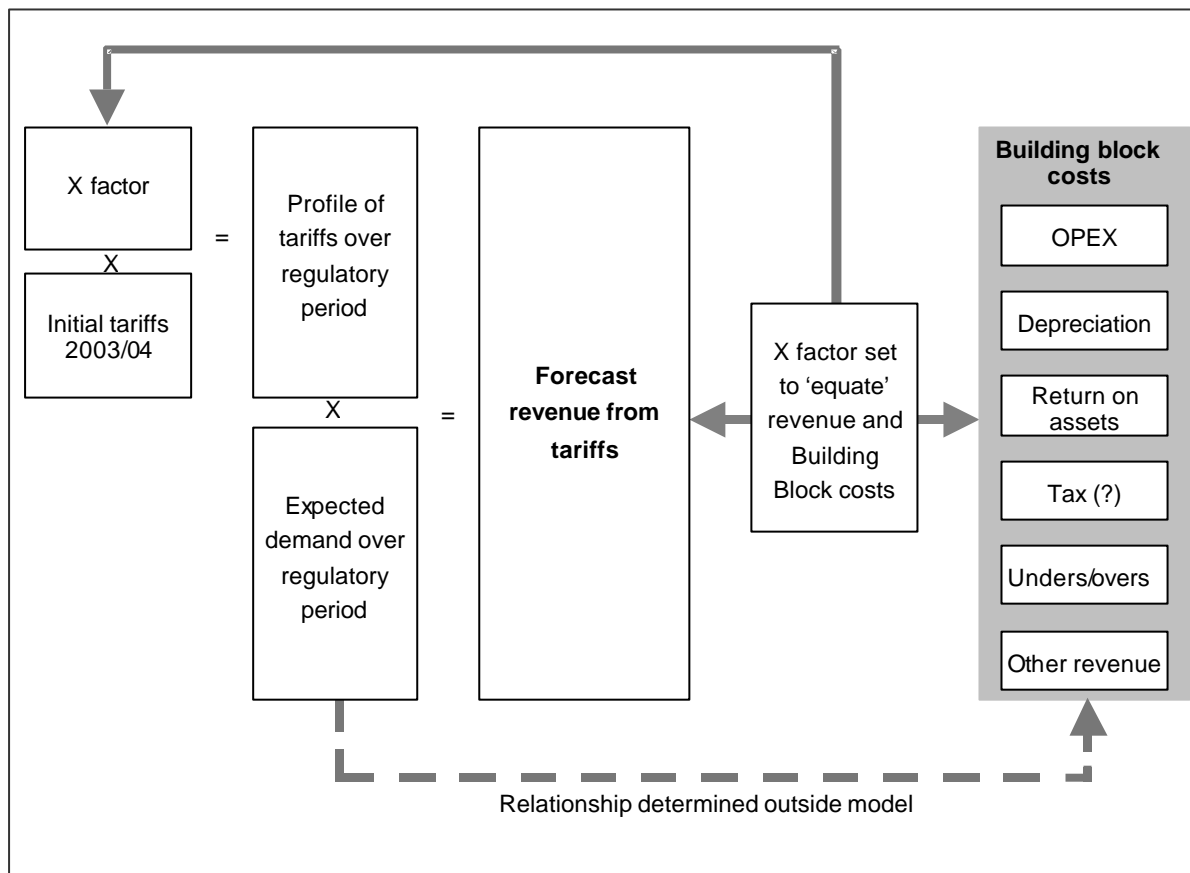 X factor
X
Initial tariffs
2003/04
=
Profile of
tariffs over
regulatory
period
X
Expected
demand over
regulatory
period
=
Forecast
revenue from
tariffs
X factor set
to ‘equate’
revenue and
Building
Block costs
Building block
costs
OPEX
Depreciation
Return on
assets
Tax (?)
Unders/overs
Other revenue
Relationship determined outside model